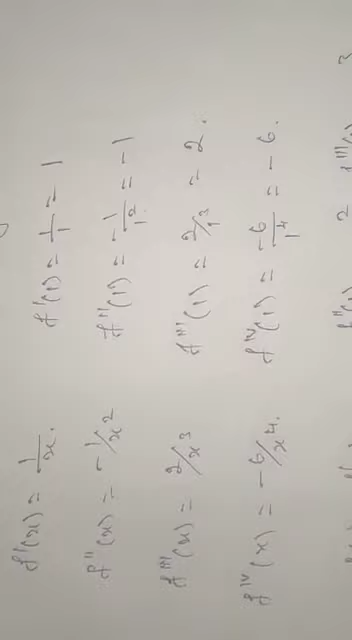 f'(x) = 1/x. f'(1) = 1/1 = 1
f''(x) = -1/x² f''(1) = -1/1² = -1
f'''(x) = 2/x³ f'''(1) = 2/1³ = 2.
f^IV(x) = -6/x⁴. f^IV(1) = -6/1⁴ = -6.